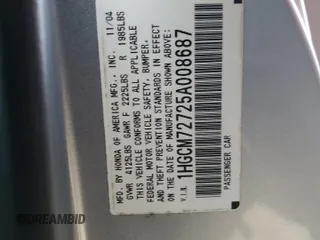 MFD. BY HONDA OF AMERICA MFG., INC. 11/04
GVWR 4125LBS GAWR F 2225LBS R 1985LBS
THIS VEHICLE CONFORMS TO ALL APPLICABLE
FEDERAL MOTOR VEHICLE SAFETY, BUMPER,
AND THEFT PREVENTION STANDARDS IN EFFECT
ON THE DATE OF MANUFACTURE SHOWN ABOVE.
V.I.N. 1HGCM72725A008687
PASSENGER CAR
DREAMBID